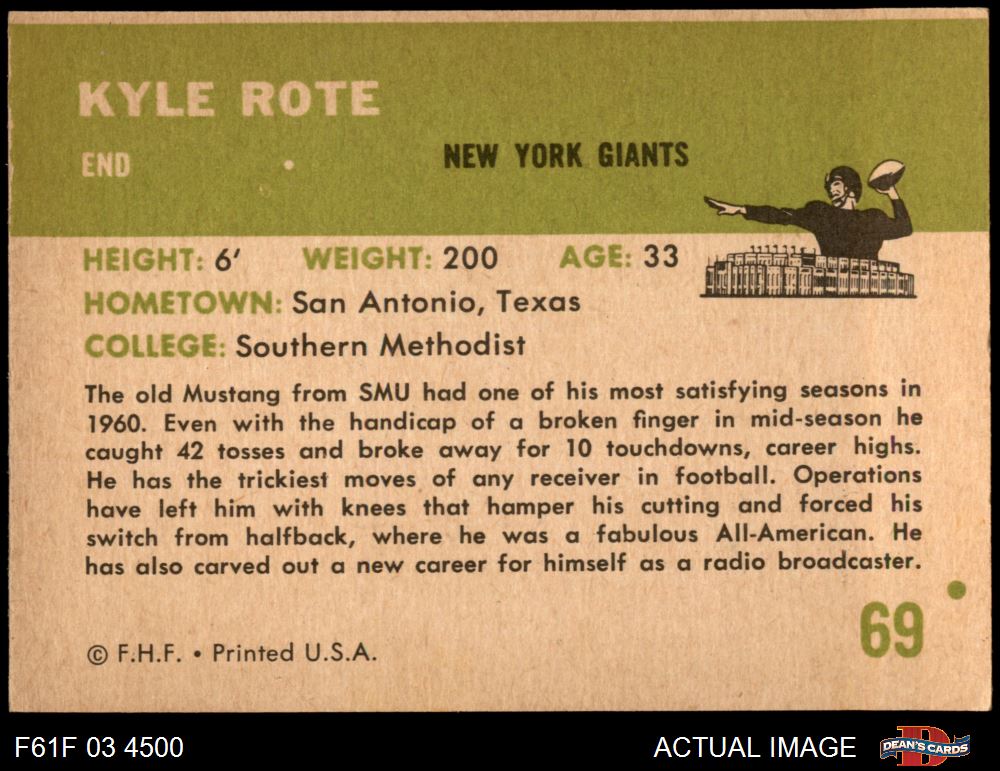 KYLE ROTE
END • NEW YORK GIANTS
HEIGHT: 6' WEIGHT: 200 AGE: 33
HOMETOWN: San Antonio, Texas
COLLEGE: Southern Methodist
The old Mustang from SMU had one of his most satisfying seasons in
1960. Even with the handicap of a broken finger in mid-season he
caught 42 tosses and broke away for 10 touchdowns, career highs.
He has the trickiest moves of any receiver in football. Operations
have left him with knees that hamper his cutting and forced his
switch from halfback, where he was a fabulous All-American. He
has also carved out a new career for himself as a radio broadcaster.
69
© F.H.F. • Printed U.S.A.
F61F 03 4500 ACTUAL IMAGE DEAN'S CARDS